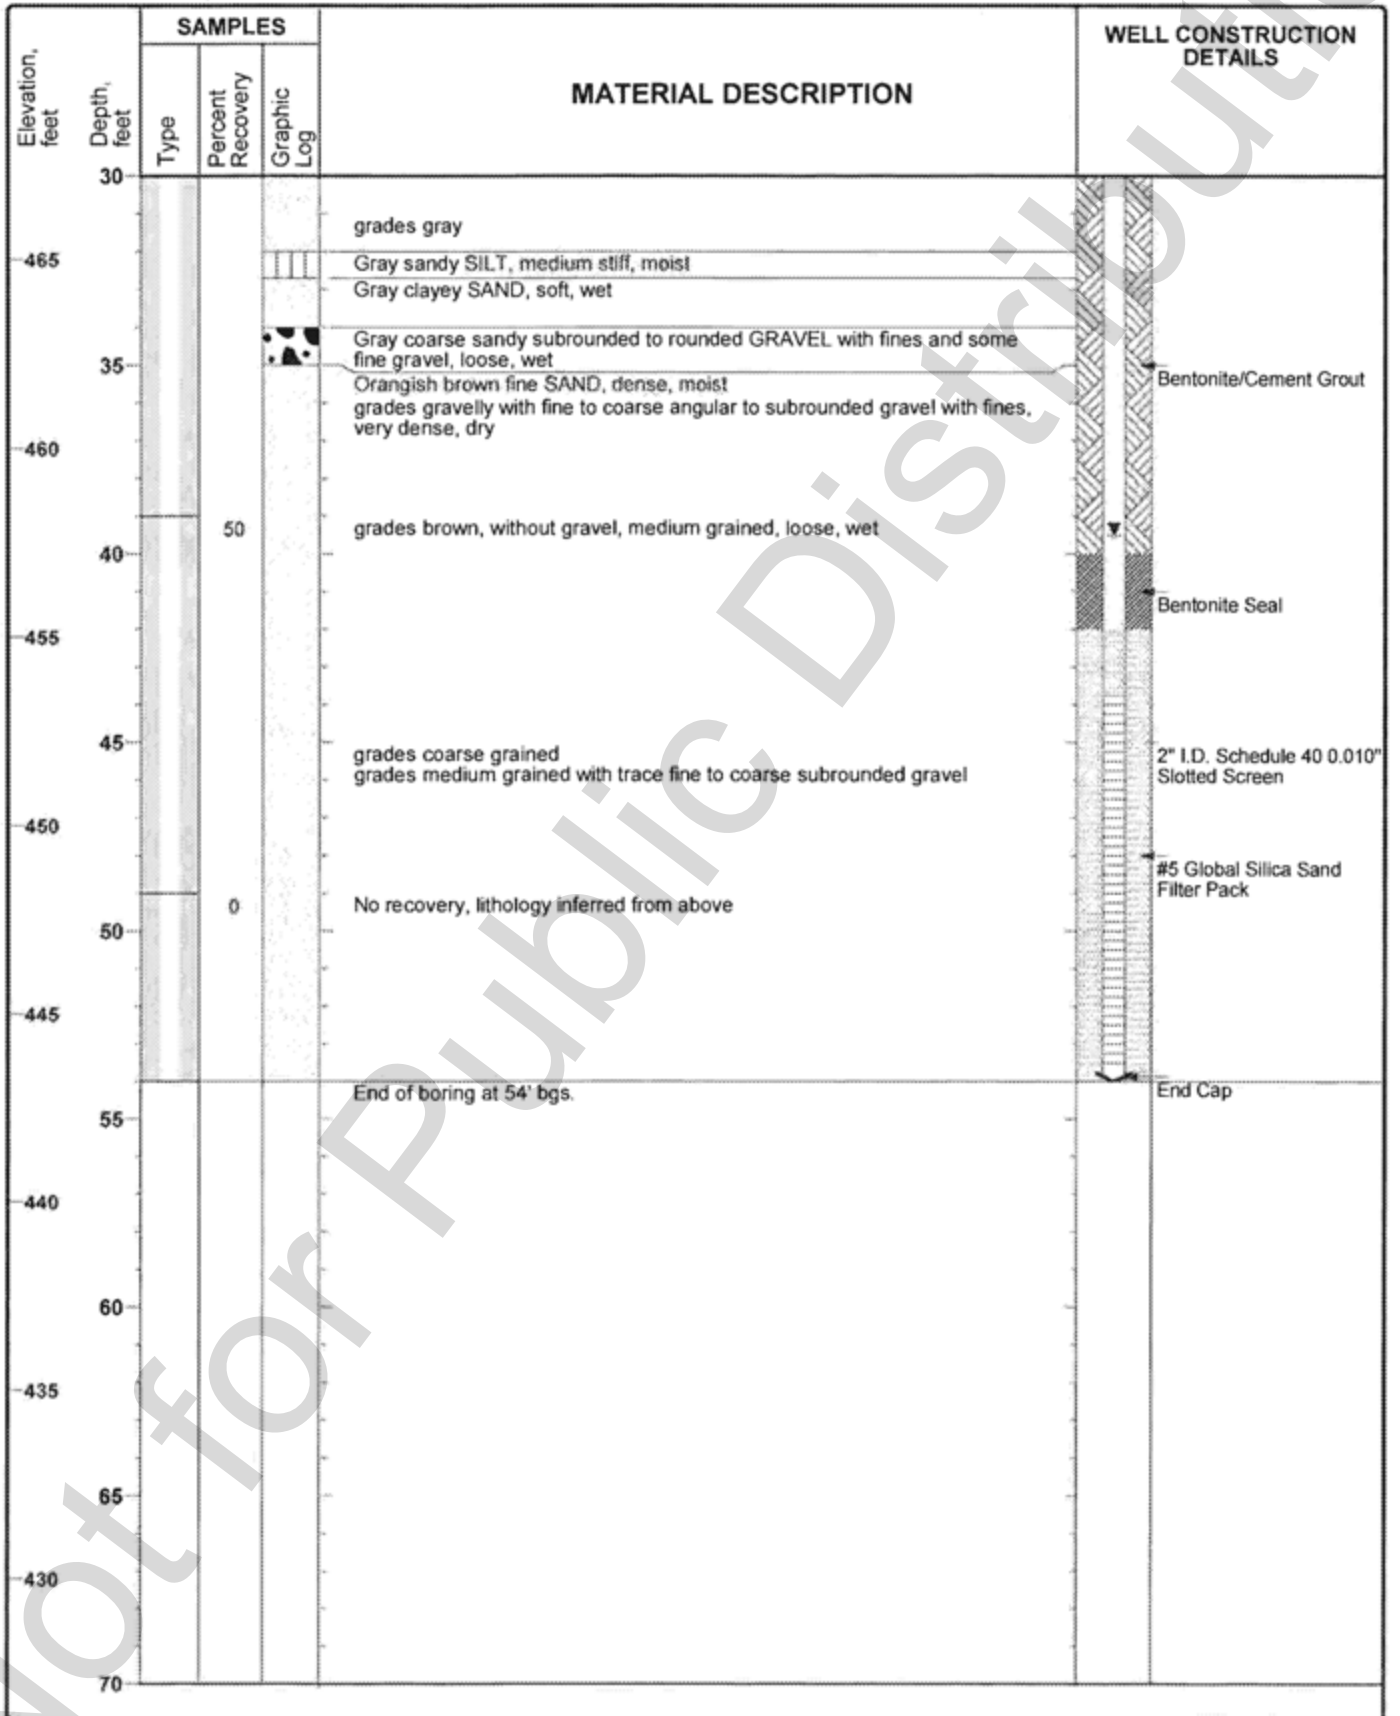 SAMPLES
WELL CONSTRUCTION
DETAILS
Elevation,
feet
Depth,
feet
Type
Percent
Recovery
Graphic
Log
MATERIAL DESCRIPTION
30
grades gray
465
Gray sandy SILT, medium stiff, moist
Gray clayey SAND, soft, wet
Gray coarse sandy subrounded to rounded GRAVEL with fines and some
fine gravel, loose, wet
35
Bentonite/Cement Grout
Orangish brown fine SAND, dense, moist
grades gravelly with fine to coarse angular to subrounded gravel with fines,
very dense, dry
460
50
grades brown, without gravel, medium grained, loose, wet
40
Bentonite Seal
455
45
grades coarse grained
2" I.D. Schedule 40 0.010"
Slotted Screen
grades medium grained with trace fine to coarse subrounded gravel
450
#5 Global Silica Sand
Filter Pack
0
No recovery, lithology inferred from above
50
445
End of boring at 54' bgs.
End Cap
55
440
60
435
65
430
70
Not for Public Distributi